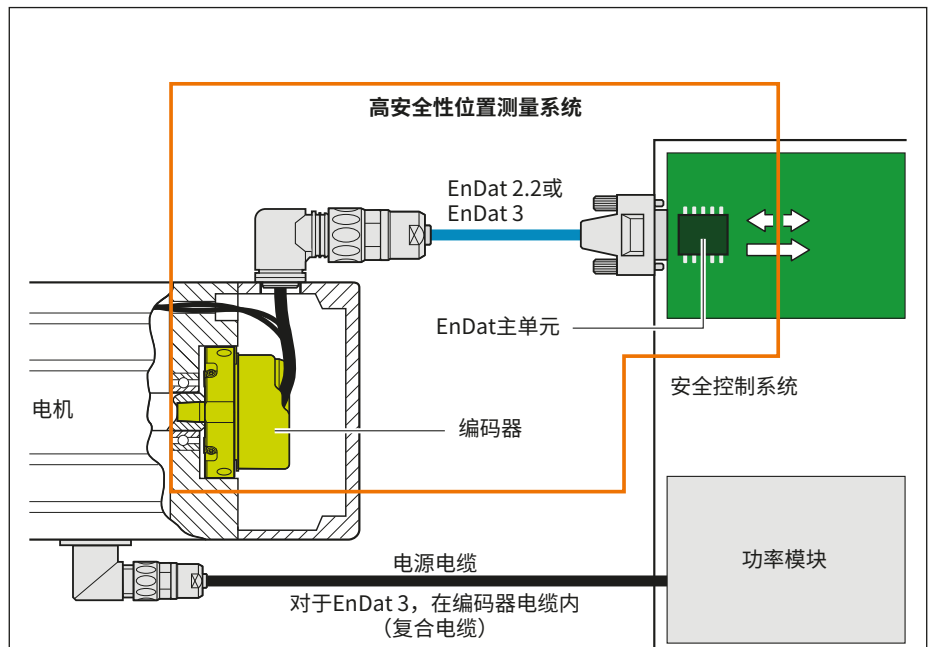 高安全性位置测量系统
EnDat 2.2或
EnDat 3
EnDat主单元
安全控制系统
电机
编码器
电源电缆
功率模块
对于EnDat 3，在编码器电缆内
（复合电缆）